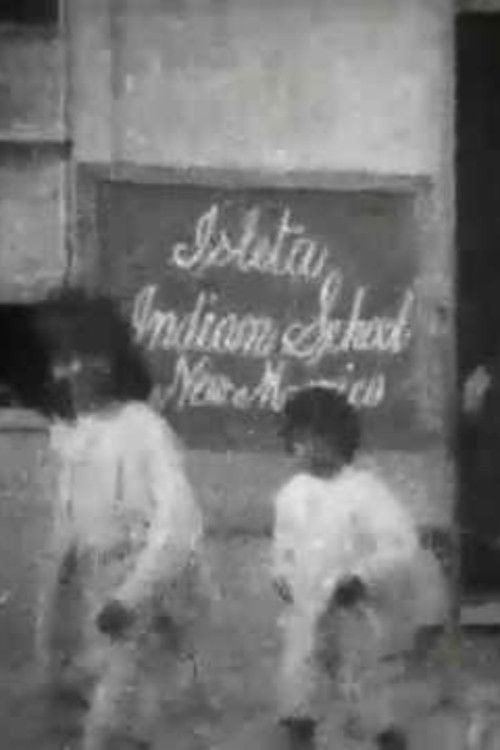 Isleta,
Indian School
New Mexico